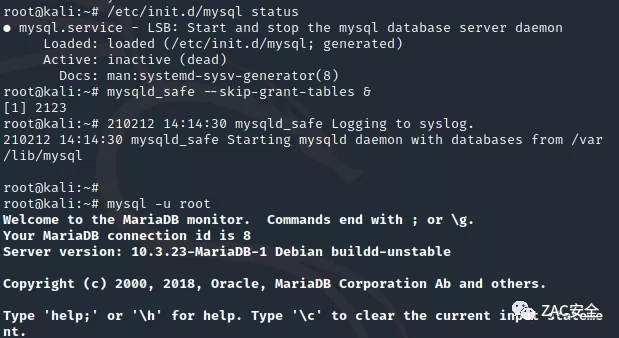 root@kali:~# /etc/init.d/mysql status
● mysql.service - LSB: Start and stop the mysql database server daemon
     Loaded: loaded (/etc/init.d/mysql; generated)
     Active: inactive (dead)
       Docs: man:systemd-sysv-generator(8)
root@kali:~# mysqld_safe --skip-grant-tables &
[1] 2123
root@kali:~# 210212 14:14:30 mysqld_safe Logging to syslog.
210212 14:14:30 mysqld_safe Starting mysqld daemon with databases from /var
/lib/mysql
root@kali:~#
root@kali:~# mysql -u root
Welcome to the MariaDB monitor.  Commands end with ; or \g.
Your MariaDB connection id is 8
Server version: 10.3.23-MariaDB-1 Debian buildd-unstable
Copyright (c) 2000, 2018, Oracle, MariaDB Corporation Ab and others.
Type 'help;' or '\h' for help. Type '\c' to clear the current input stateme
nt.
ZAC安全